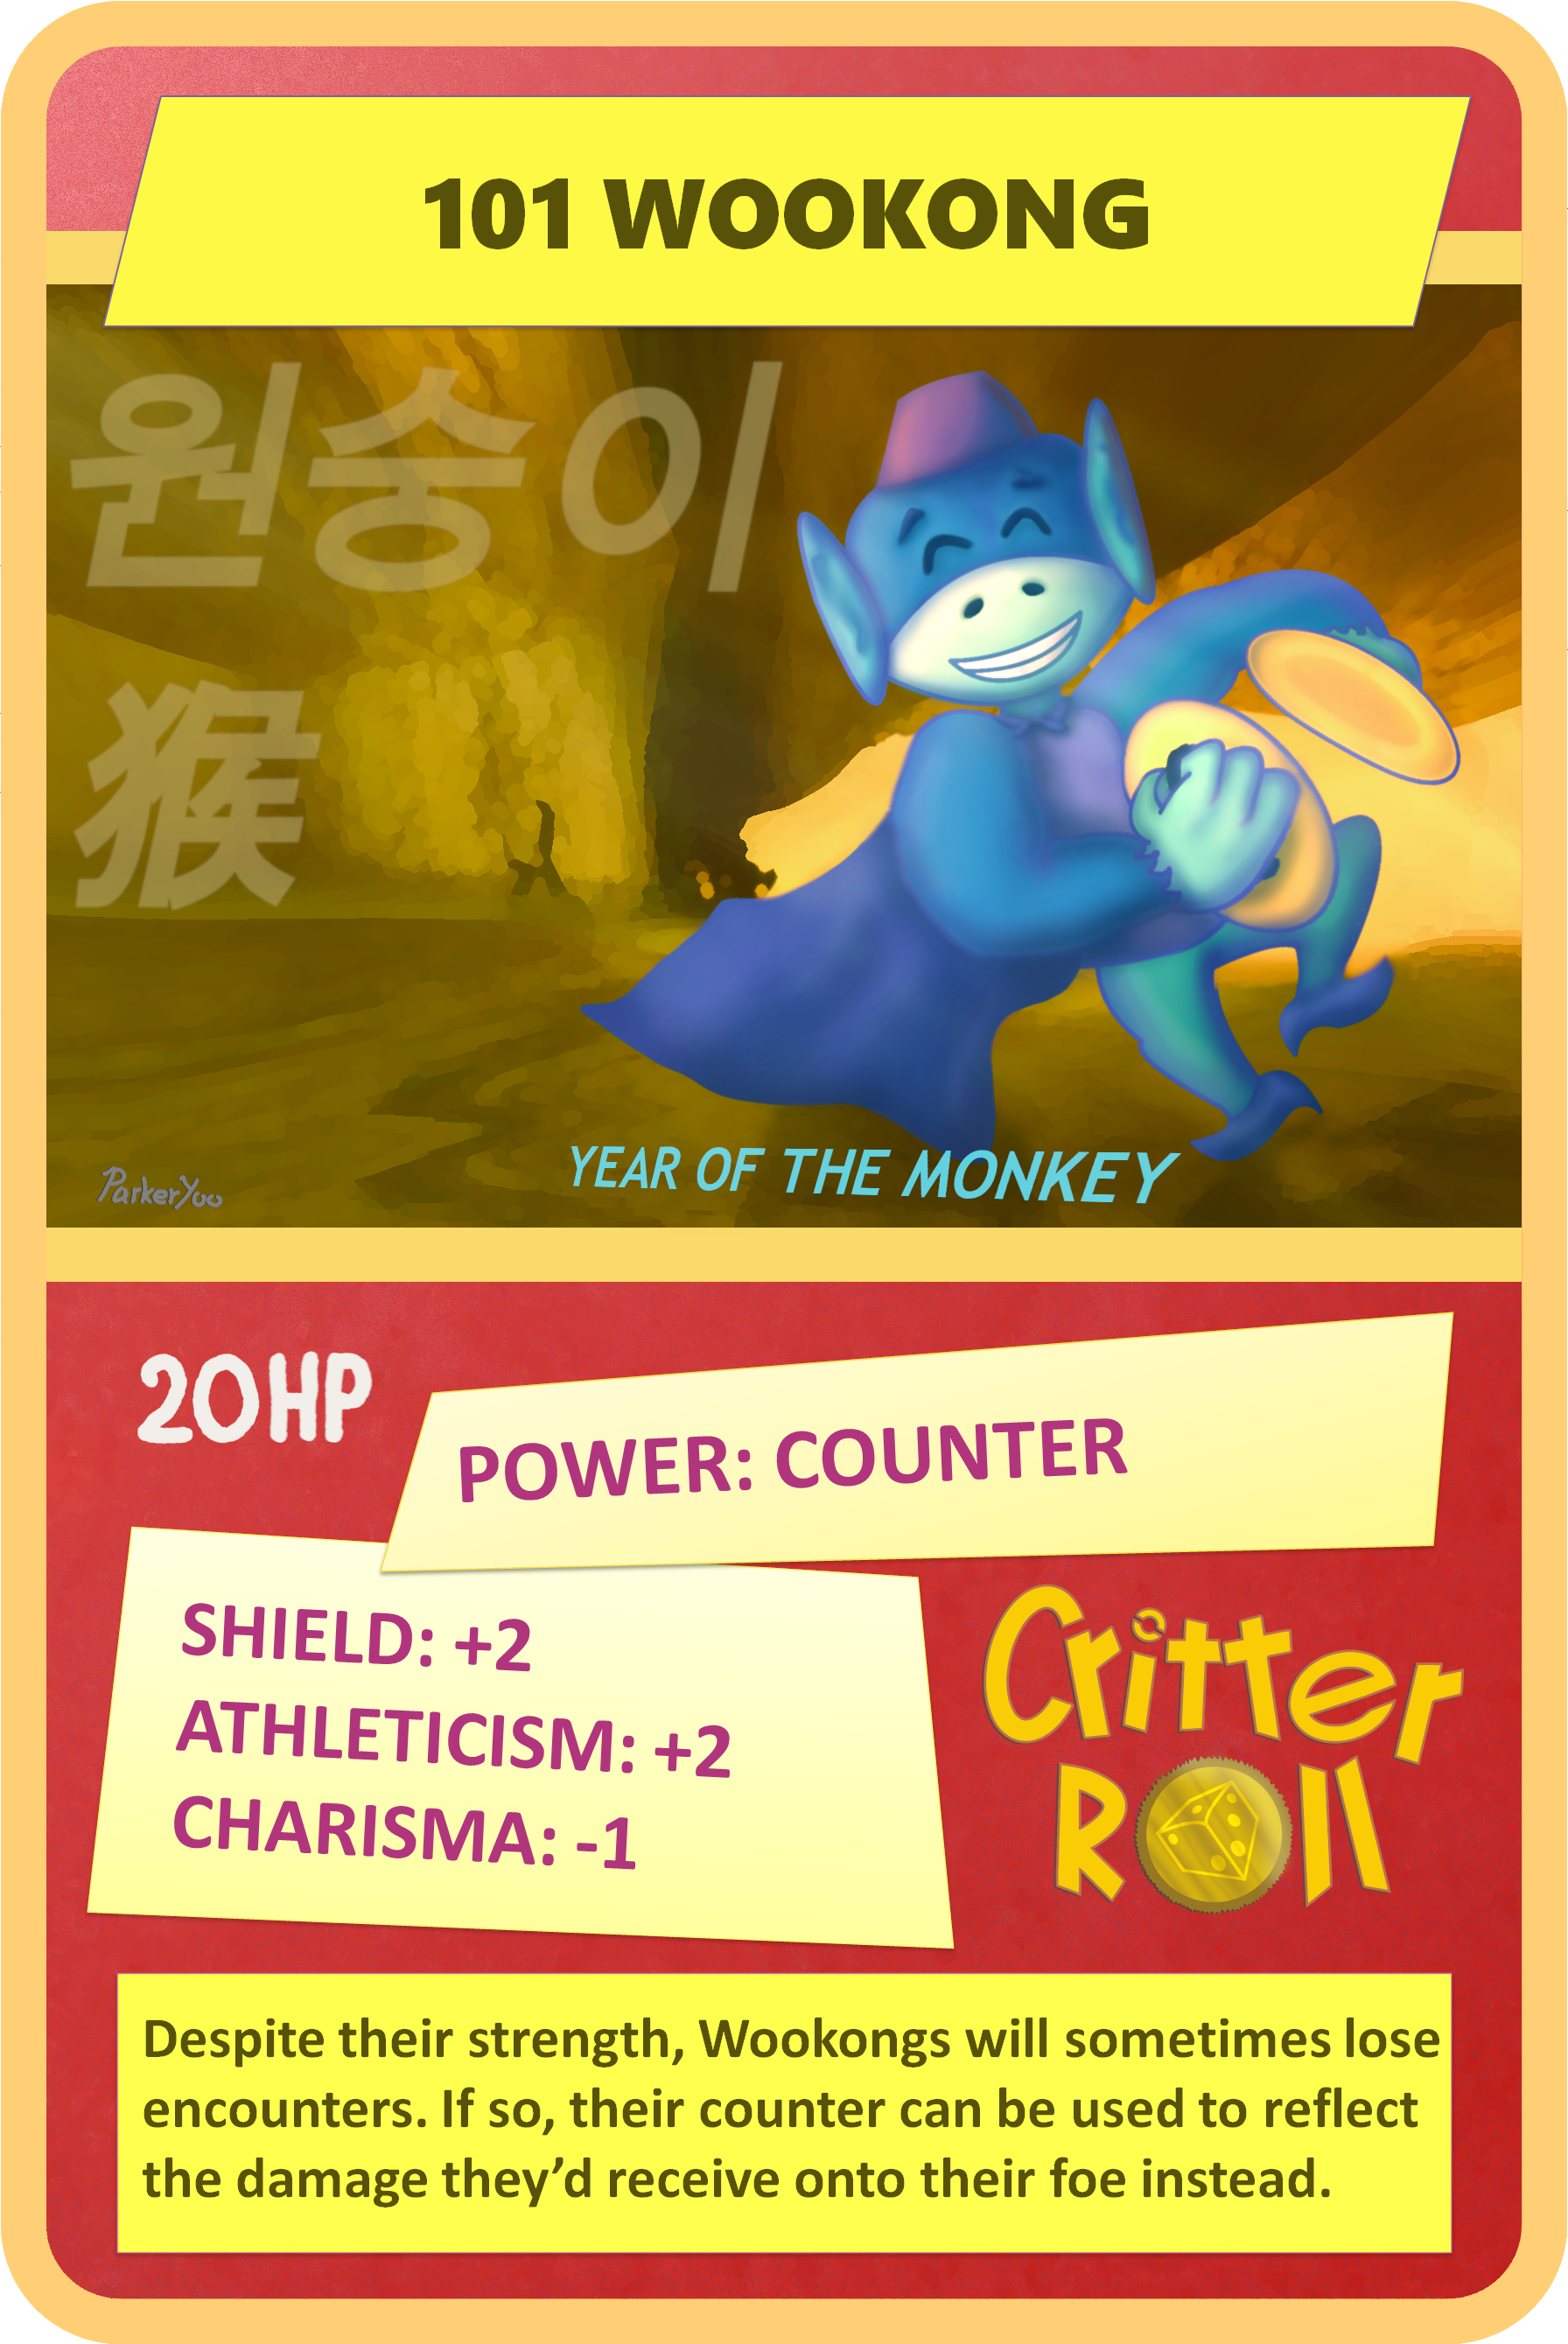 101 WOOKONG
원숭이
猴
YEAR OF THE MONKEY
ParkerYoo
20HP
POWER: COUNTER
SHIELD: +2
ATHLETICISM: +2
CHARISMA: -1
Critter
Roll
Despite their strength, Wookongs will sometimes lose
encounters. If so, their counter can be used to reflect
the damage they’d receive onto their foe instead.